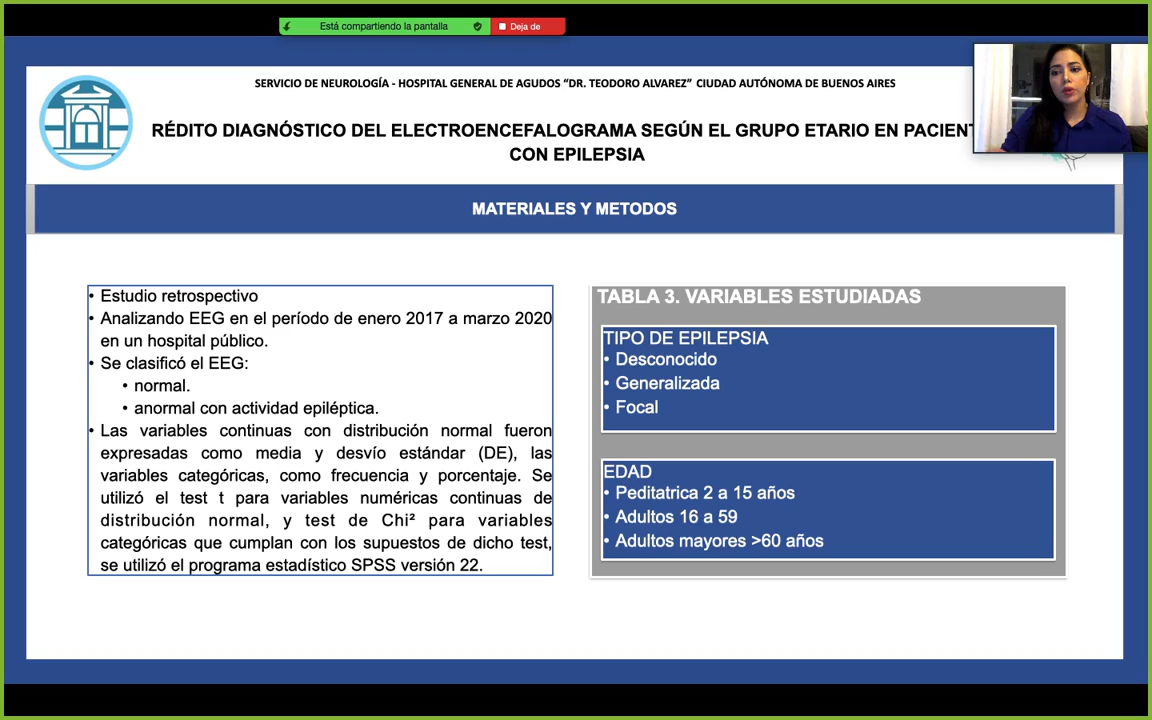 Está compartiendo la pantalla
Deja de
SERVICIO DE NEUROLOGÍA - HOSPITAL GENERAL DE AGUDOS “DR. TEODORO ALVAREZ” CIUDAD AUTÓNOMA DE BUENOS AIRES
RÉDITO DIAGNÓSTICO DEL ELECTROENCEFALOGRAMA SEGÚN EL GRUPO ETARIO EN PACIENT
CON EPILEPSIA
MATERIALES Y METODOS
• Estudio retrospectivo
• Analizando EEG en el período de enero 2017 a marzo 2020
en un hospital público.
• Se clasificó el EEG:
• normal.
• anormal con actividad epiléptica.
• Las variables continuas con distribución normal fueron
expresadas como media y desvío estándar (DE), las
variables categóricas, como frecuencia y porcentaje. Se
utilizó el test t para variables numéricas continuas de
distribución normal, y test de Chi² para variables
categóricas que cumplan con los supuestos de dicho test,
se utilizó el programa estadístico SPSS versión 22.
TABLA 3. VARIABLES ESTUDIADAS
TIPO DE EPILEPSIA
• Desconocido
• Generalizada
• Focal
EDAD
• Peditatrica 2 a 15 años
• Adultos 16 a 59
• Adultos mayores >60 años